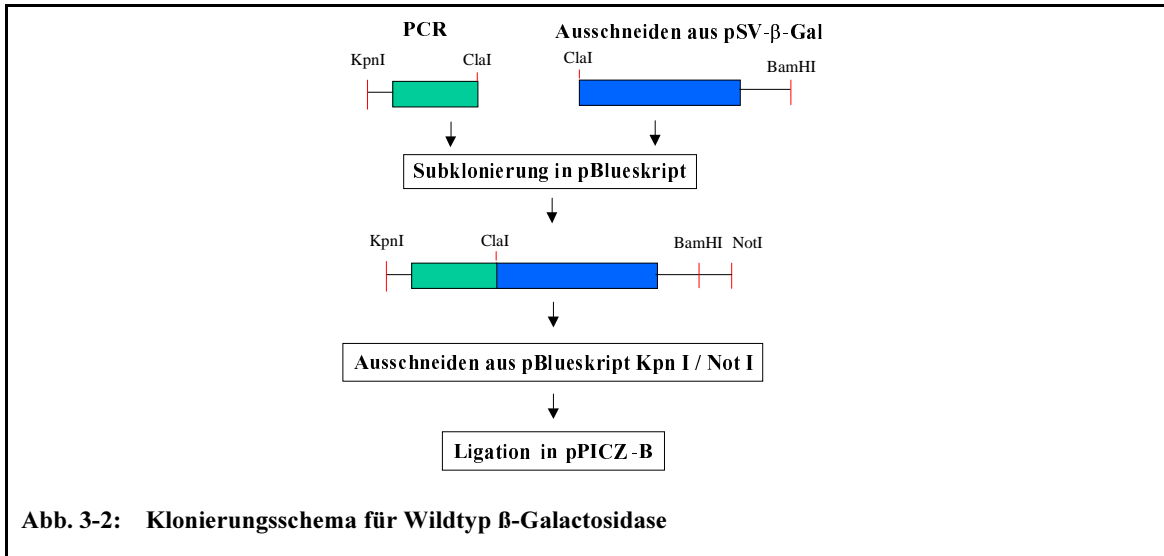 PCR
Ausschneiden aus pSV-β-Gal
KpnI
ClaI
ClaI
BamHI
Subklonierung in pBlueskript
KpnI
ClaI
BamHI
NotI
Ausschneiden aus pBlueskript Kpn I / Not I
Ligation in pPICZ-B
Abb. 3-2: Klonierungsschema für Wildtyp ß-Galactosidase